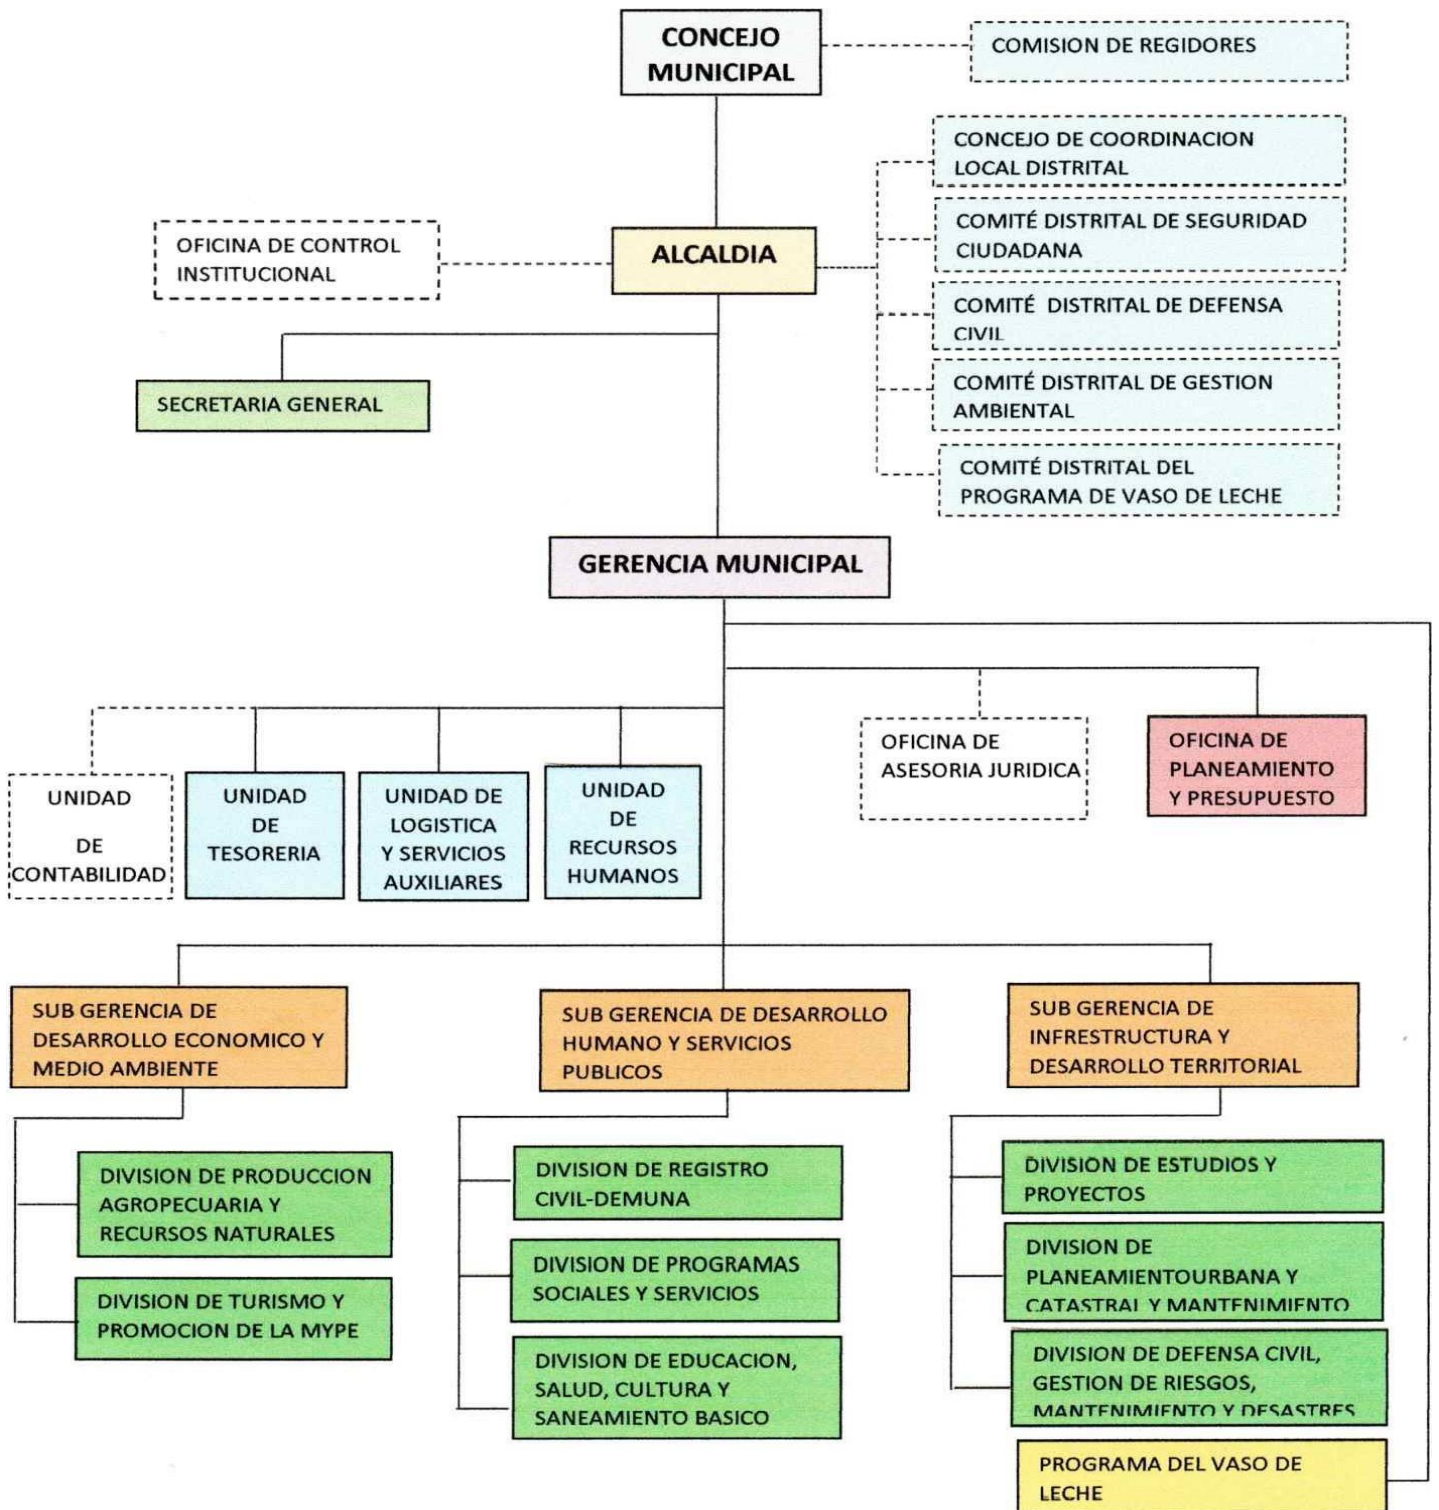 CONCEJO
MUNICIPAL
COMISION DE REGIDORES
CONCEJO DE COORDINACION
LOCAL DISTRITAL
COMITÉ DISTRITAL DE SEGURIDAD
CIUDADANA
OFICINA DE CONTROL
INSTITUCIONAL
ALCALDIA
COMITÉ DISTRITAL DE DEFENSA
CIVIL
COMITÉ DISTRITAL DE GESTION
AMBIENTAL
SECRETARIA GENERAL
COMITÉ DISTRITAL DEL
PROGRAMA DE VASO DE LECHE
GERENCIA MUNICIPAL
OFICINA DE
ASESORIA JURIDICA
OFICINA DE
PLANEAMIENTO
Y PRESUPUESTO
UNIDAD
DE
CONTABILIDAD
UNIDAD
DE
TESORERIA
UNIDAD DE
LOGISTICA
Y SERVICIOS
AUXILIARES
UNIDAD
DE
RECURSOS
HUMANOS
SUB GERENCIA DE
DESARROLLO ECONOMICO Y
MEDIO AMBIENTE
SUB GERENCIA DE DESARROLLO
HUMANO Y SERVICIOS
PUBLICOS
SUB GERENCIA DE
INFRESTRUCTURA Y
DESARROLLO TERRITORIAL
DIVISION DE PRODUCCION
AGROPECUARIA Y
RECURSOS NATURALES
DIVISION DE TURISMO Y
PROMOCION DE LA MYPE
DIVISION DE REGISTRO
CIVIL-DEMUNA
DIVISION DE PROGRAMAS
SOCIALES Y SERVICIOS
DIVISION DE EDUCACION,
SALUD, CULTURA Y
SANEAMIENTO BASICO
DIVISION DE ESTUDIOS Y
PROYECTOS
DIVISION DE
PLANEAMIENTOURBANA Y
CATASTRAL Y MANTENIMIENTO
DIVISION DE DEFENSA CIVIL,
GESTION DE RIESGOS,
MANTENIMIENTO Y DESASTRES
PROGRAMA DEL VASO DE
LECHE